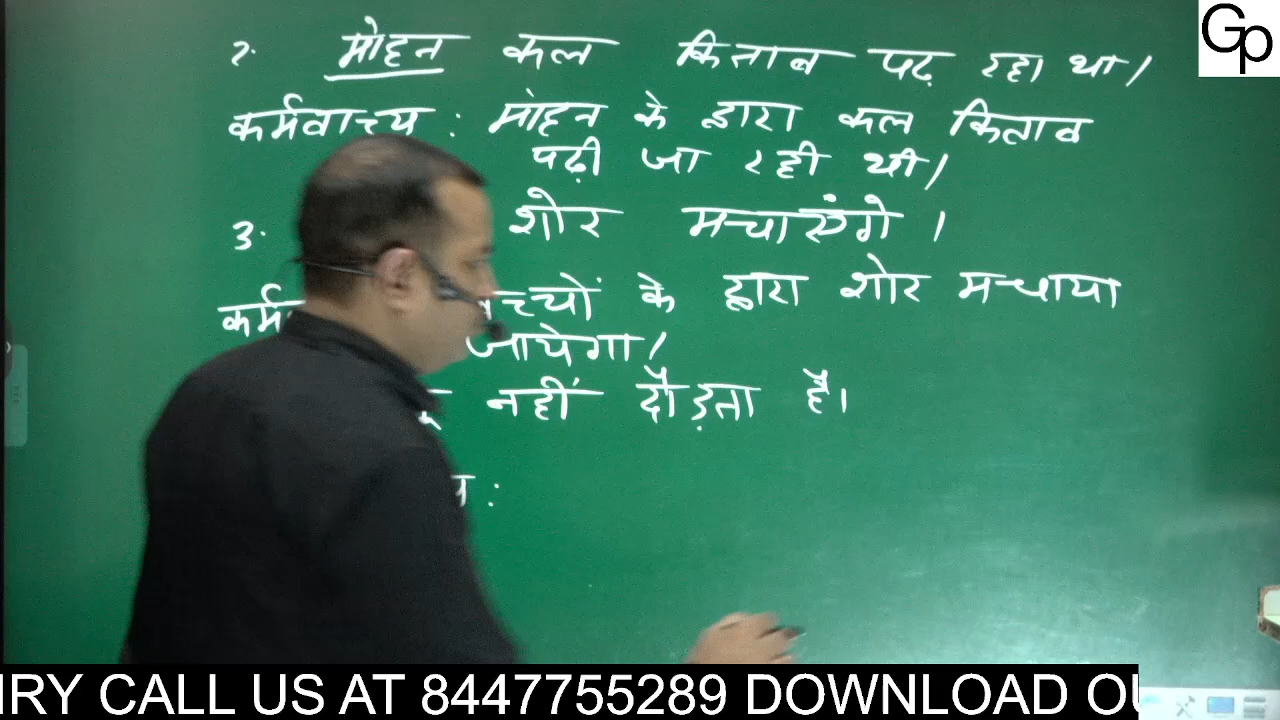 Gp
2. मोहन कल किताब पढ़ रहा था।
कर्मवाच्य : मोहन के द्वारा कल किताब
पढ़ी जा रही थी।
3. शोर मचाएंगे ।
कर्म बच्चों के द्वारा शोर मचाया
जायेगा।
नहीं दौड़ता है।
य :
IRY CALL US AT 8447755289 DOWNLOAD OU